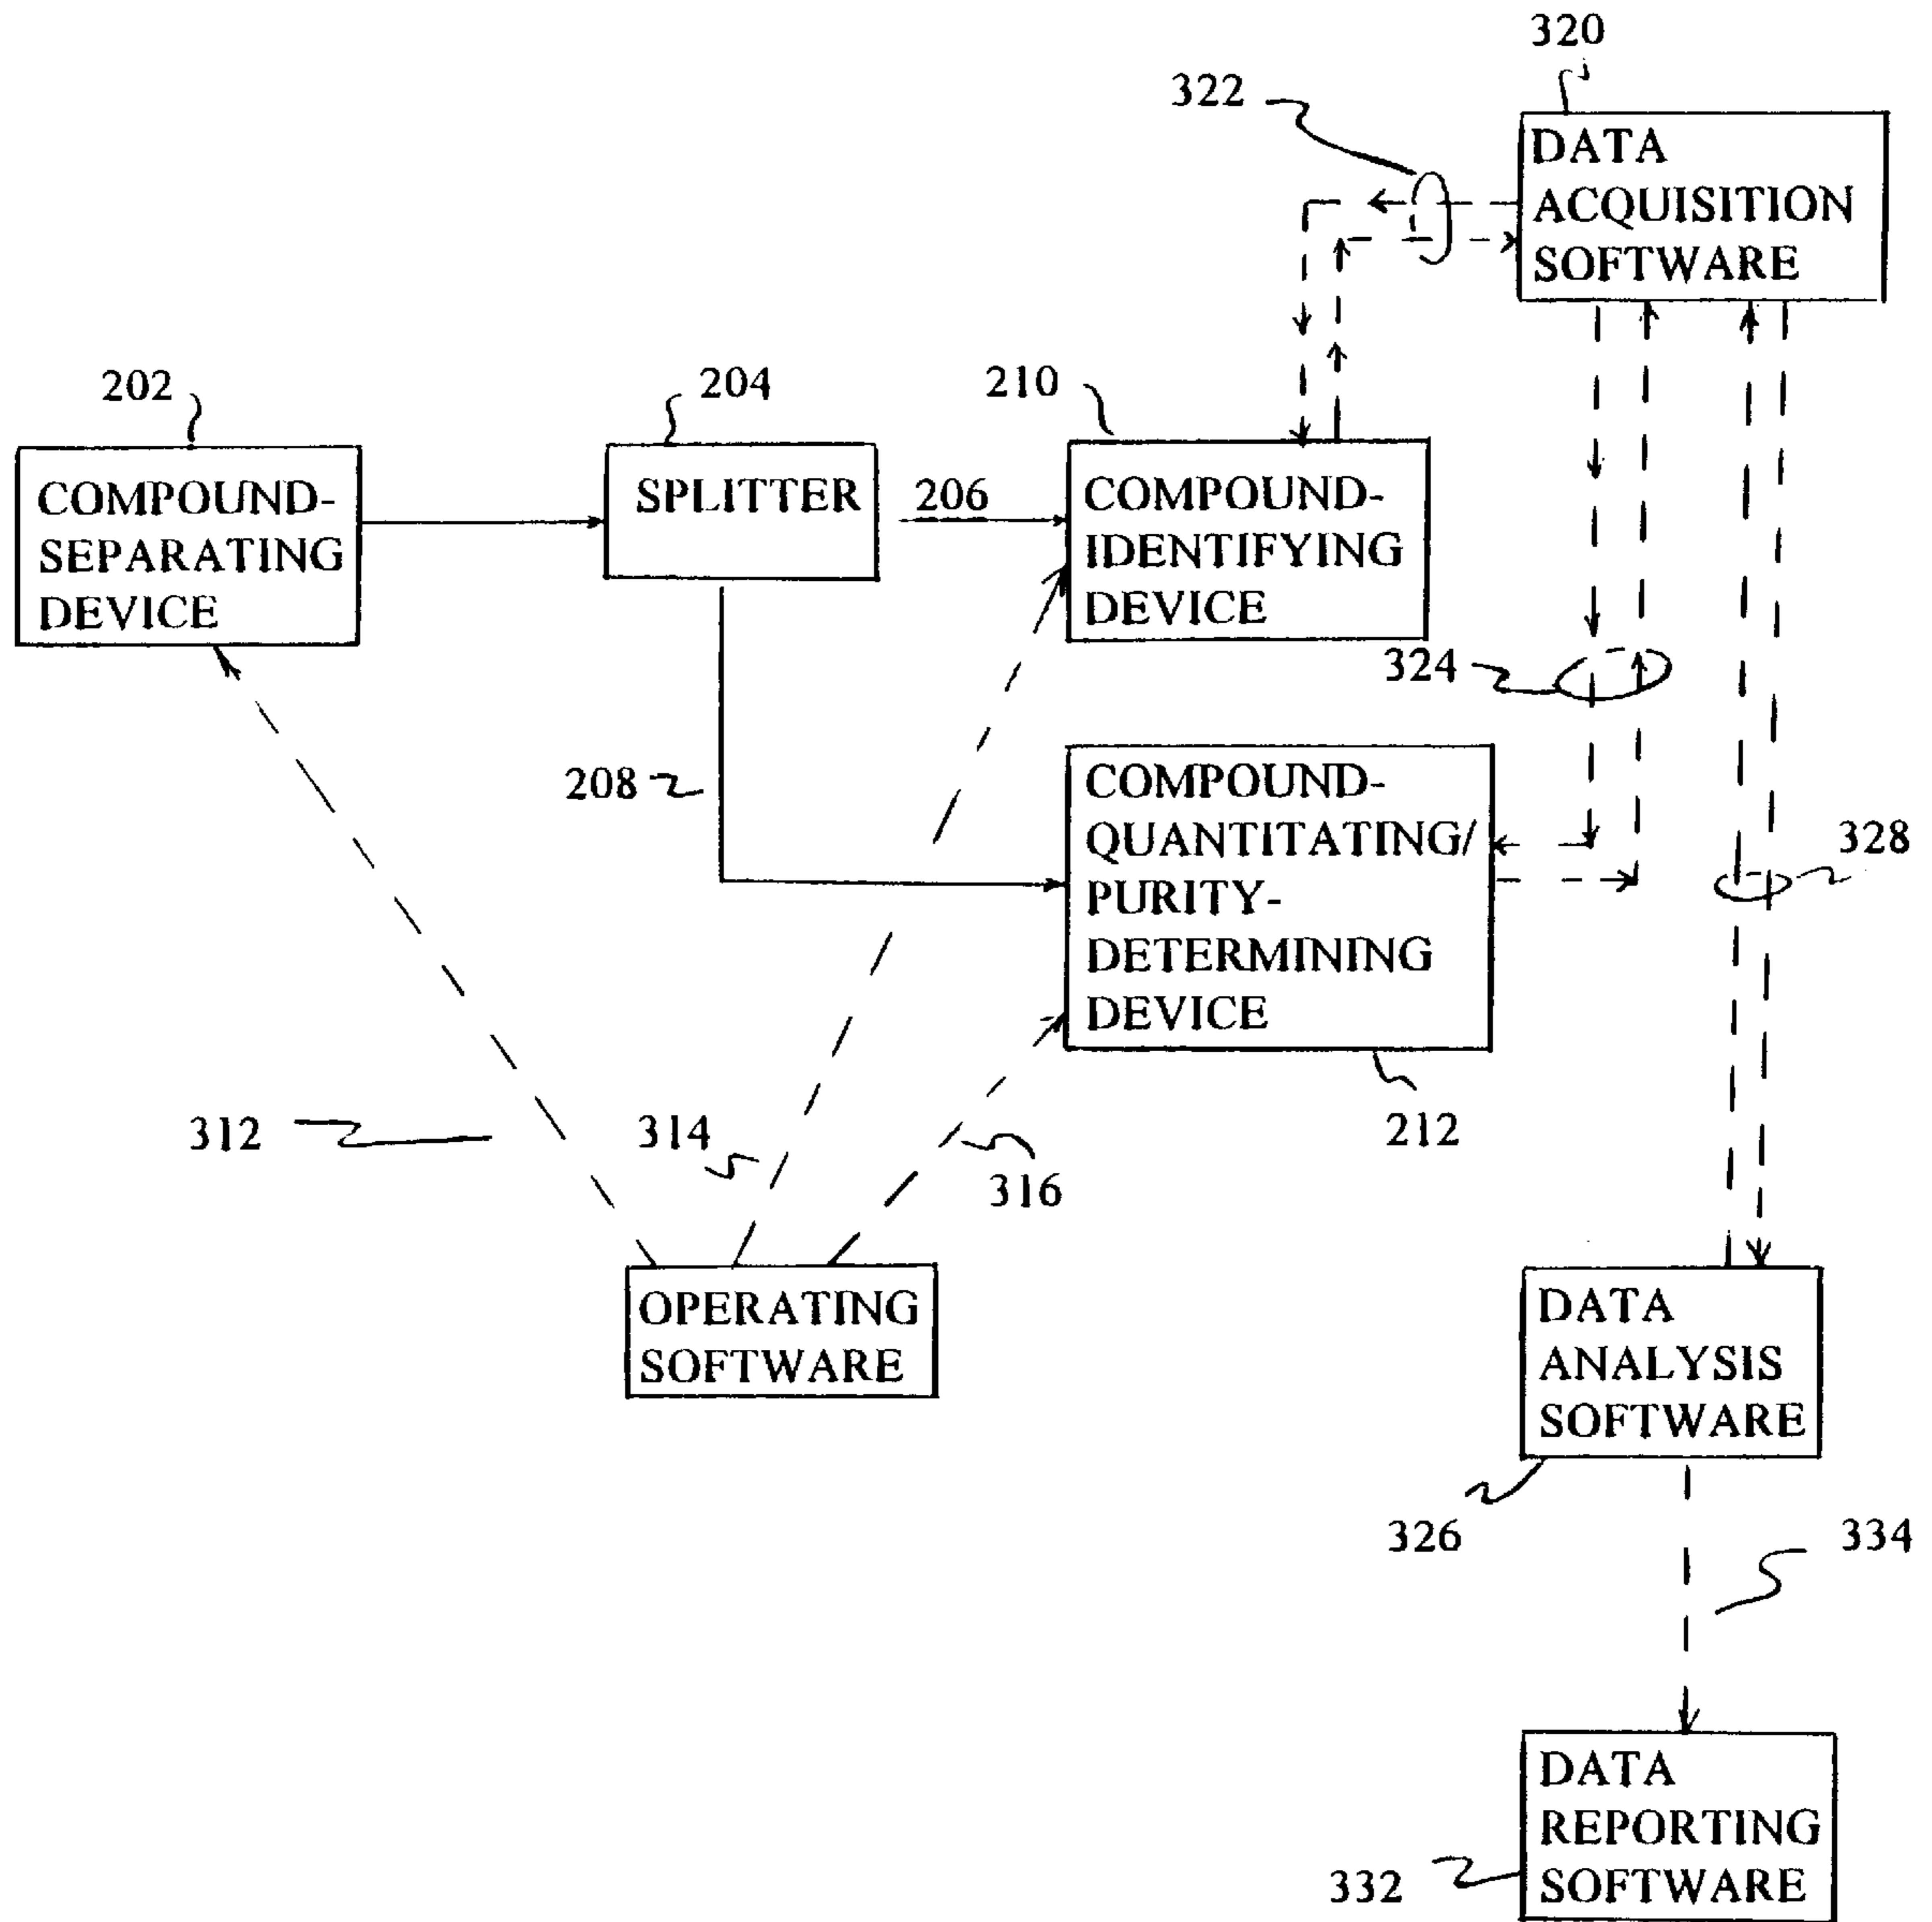 320
322
DATA
ACQUISITION
SOFTWARE
202
204
210
COMPOUND-
SEPARATING
DEVICE
SPLITTER
206
COMPOUND-
IDENTIFYING
DEVICE
324
208
COMPOUND-
QUANTITATING/
PURITY-
DETERMINING
DEVICE
328
312
314
316
212
OPERATING
SOFTWARE
DATA
ANALYSIS
SOFTWARE
326
334
DATA
REPORTING
SOFTWARE
332